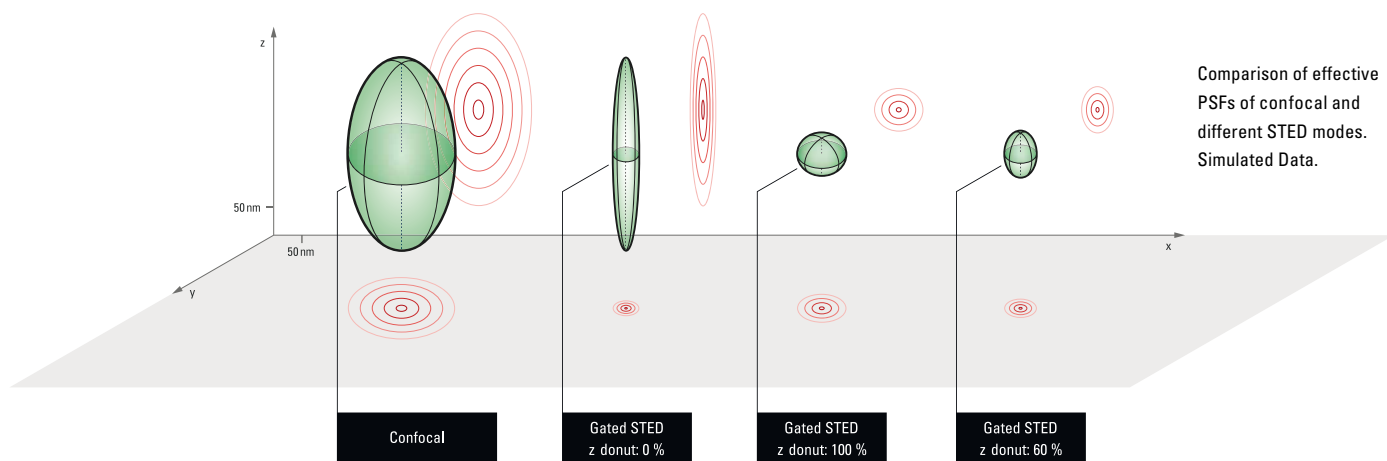 z
50 nm
50 nm
y
x
Comparison of effective
PSFs of confocal and
different STED modes.
Simulated Data.
Confocal
Gated STED
z donut: 0 %
Gated STED
z donut: 100 %
Gated STED
z donut: 60 %